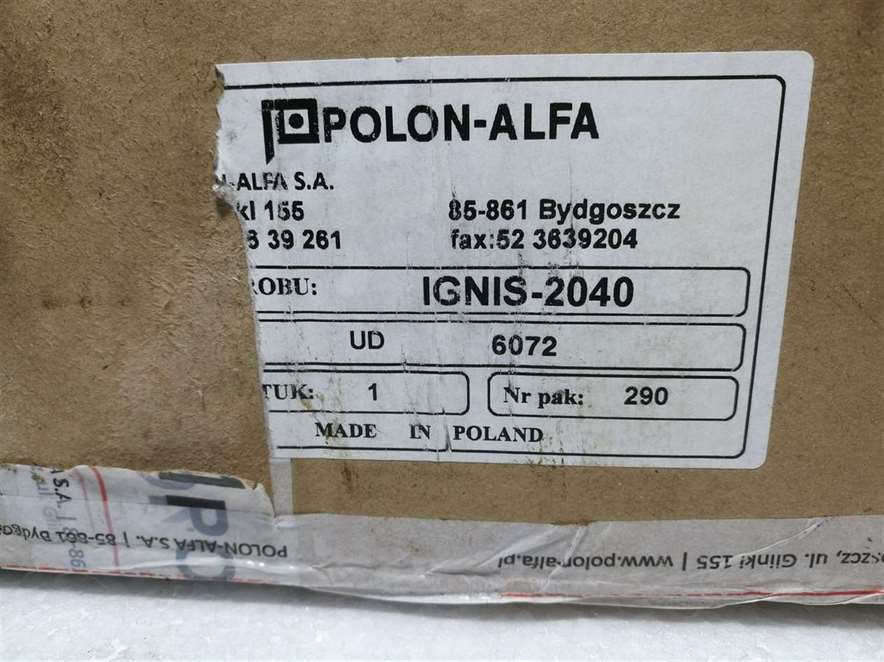 POLON-ALFA
-ALFA S.A.
kl 155 85-861 Bydgoszcz
6 39 261 fax:52 3639204
ROBU: IGNIS-2040
UD 6072
TUK: 1 Nr pak: 290
MADE IN POLAND
POLON-ALFA S.A. | 85-861 Bydgo
szcz, ul. Glinki 155 | www.polon-alfa.pl